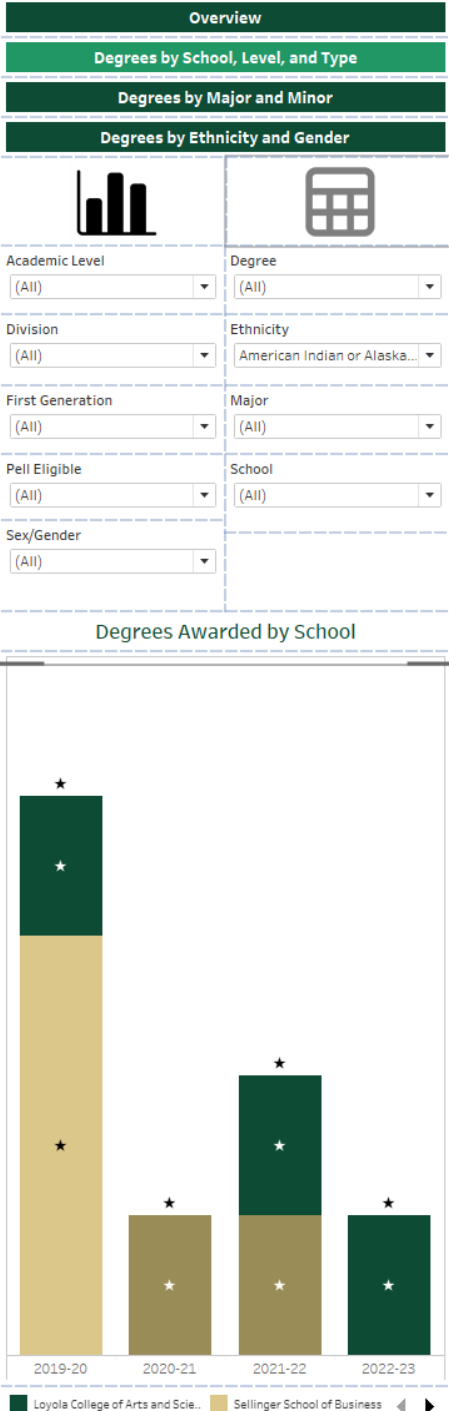 Overview
Degrees by School, Level, and Type
Degrees by Major and Minor
Degrees by Ethnicity and Gender
Academic Level
Degree
(All)
(All)
Division
Ethnicity
(All)
American Indian or Alaska...
First Generation
Major
(All)
(All)
Pell Eligible
School
(All)
(All)
Sex/Gender
(All)
Degrees Awarded by School
★
★
★
★
★
★
★
★
★
★
2019-20 2020-21 2021-22 2022-23
Loyola College of Arts and Scie.. Sellinger School of Business